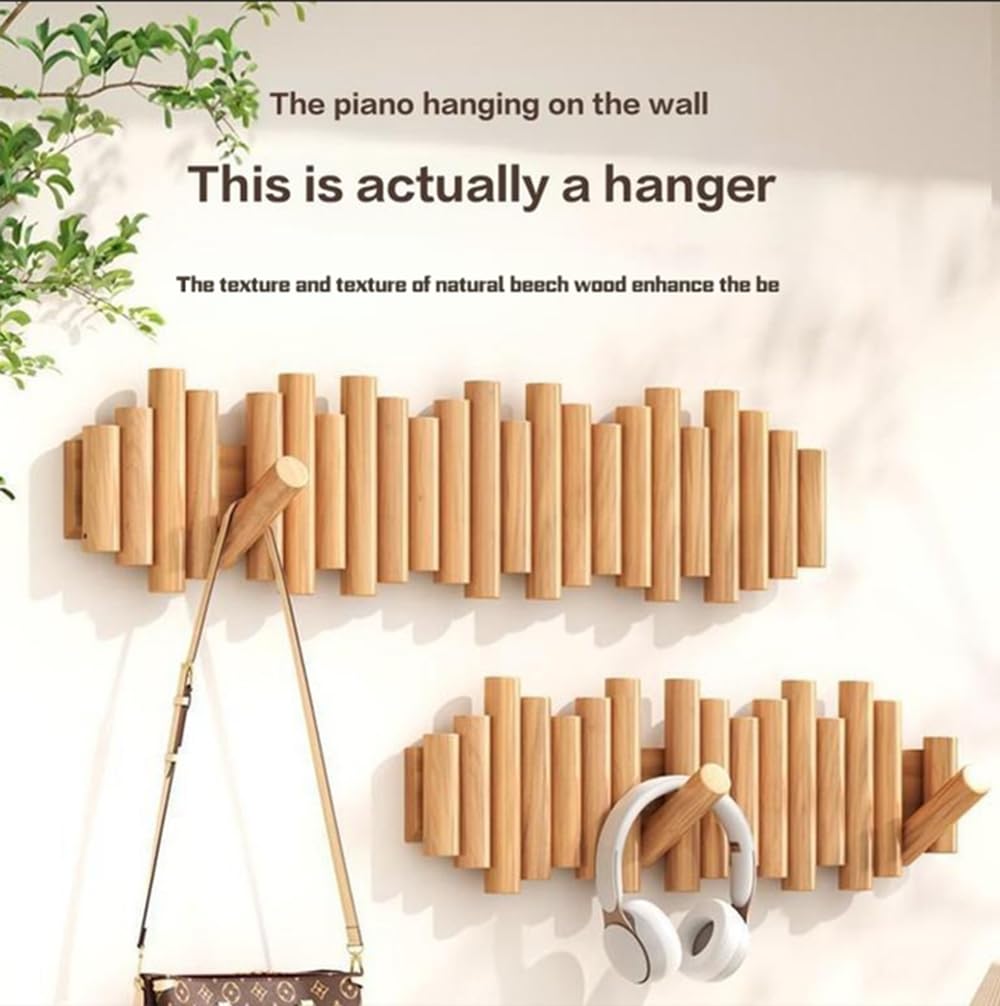 The piano hanging on the wall
This is actually a hanger
The texture and texture of natural beech wood enhance the be